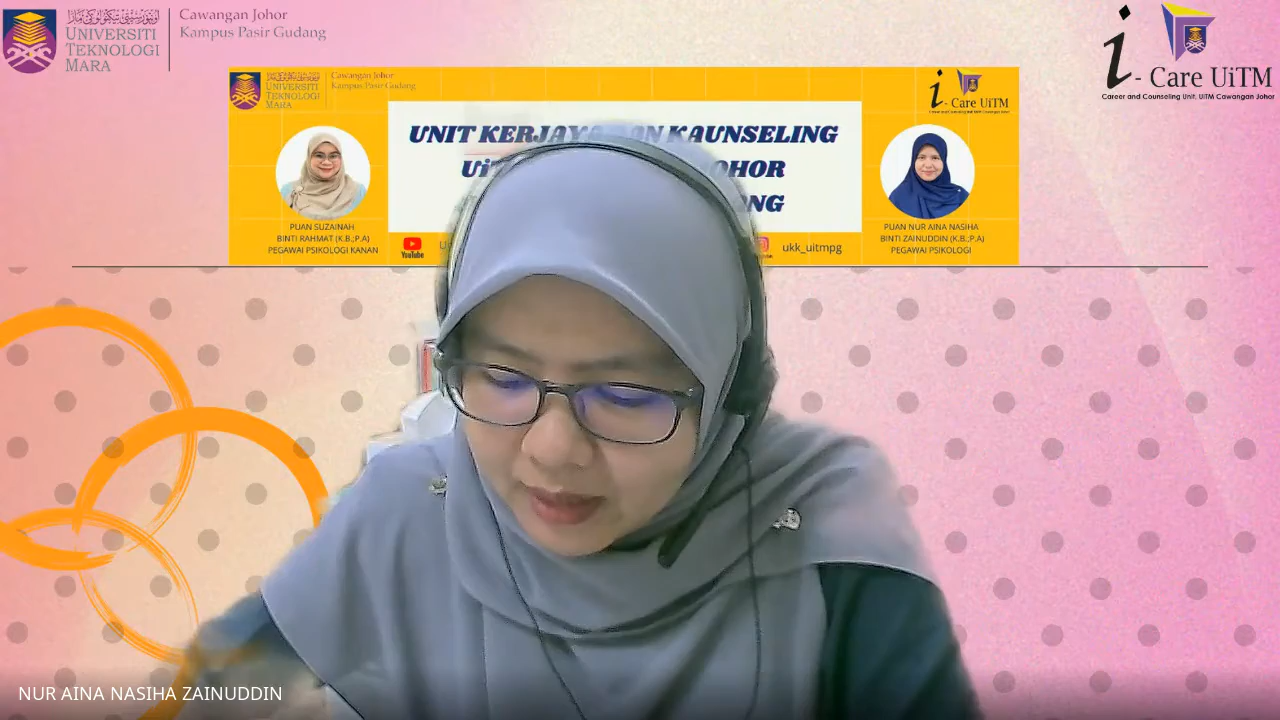 UNIVERSITI
TEKNOLOGI
MARA
Cawangan Johor
Kampus Pasir Gudang
i - Care UiTM
Career and Counseling Unit, UiTM Cawangan Johor
UNIVERSITI
TEKNOLOGI
MARA
Cawangan Johor
Kampus Pasir Gudang
i - Care UiTM
UNIT KERJAYA DAN KAUNSELING
OHOR
PUAN SUZAINAH
BINTI RAHMAT (K.B.;P.A)
PEGAWAI PSIKOLOGI KANAN
YouTube
ukk_uitmpg
PUAN NUR AINA NASIHA
BINTI ZAINUDDIN (K.B.;P.A)
PEGAWAI PSIKOLOGI
NUR AINA NASIHA ZAINUDDIN